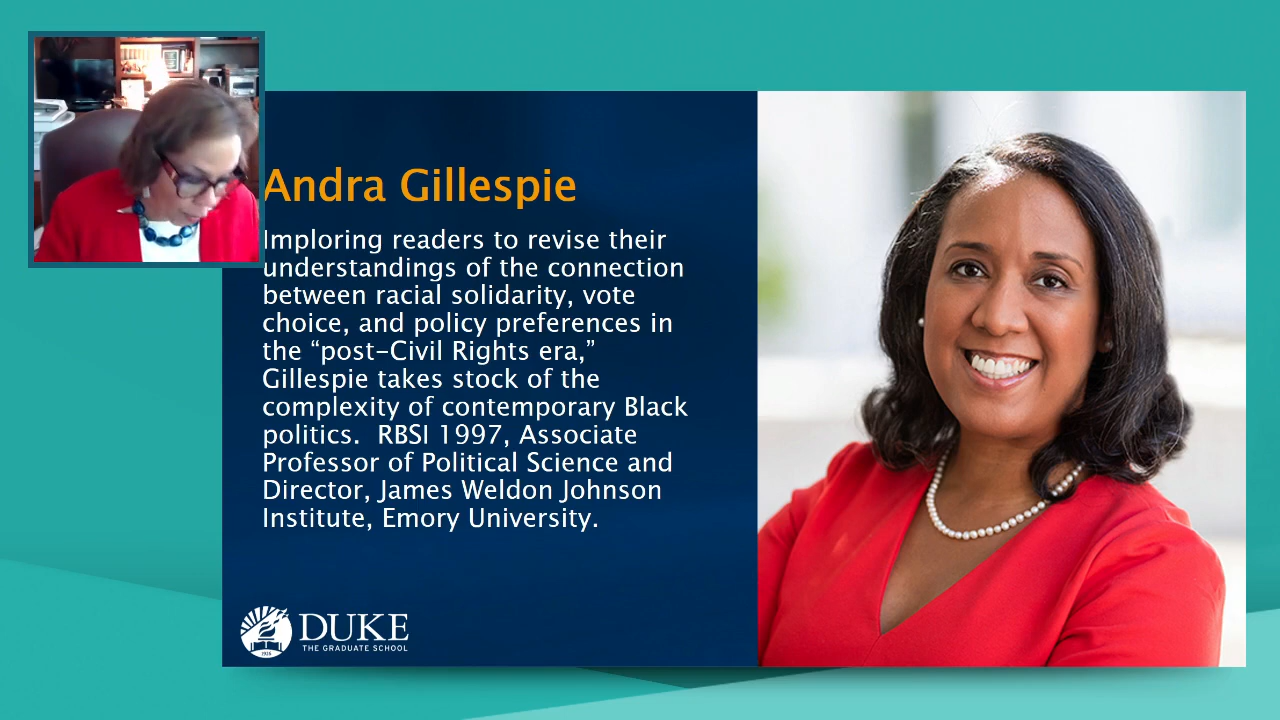 Andra Gillespie
Imploring readers to revise their
understandings of the connection
between racial solidarity, vote
choice, and policy preferences in
the “post-Civil Rights era,”
Gillespie takes stock of the
complexity of contemporary Black
politics.  RBSI 1997, Associate
Professor of Political Science and
Director, James Weldon Johnson
Institute, Emory University.
DUKE
THE GRADUATE SCHOOL
1926